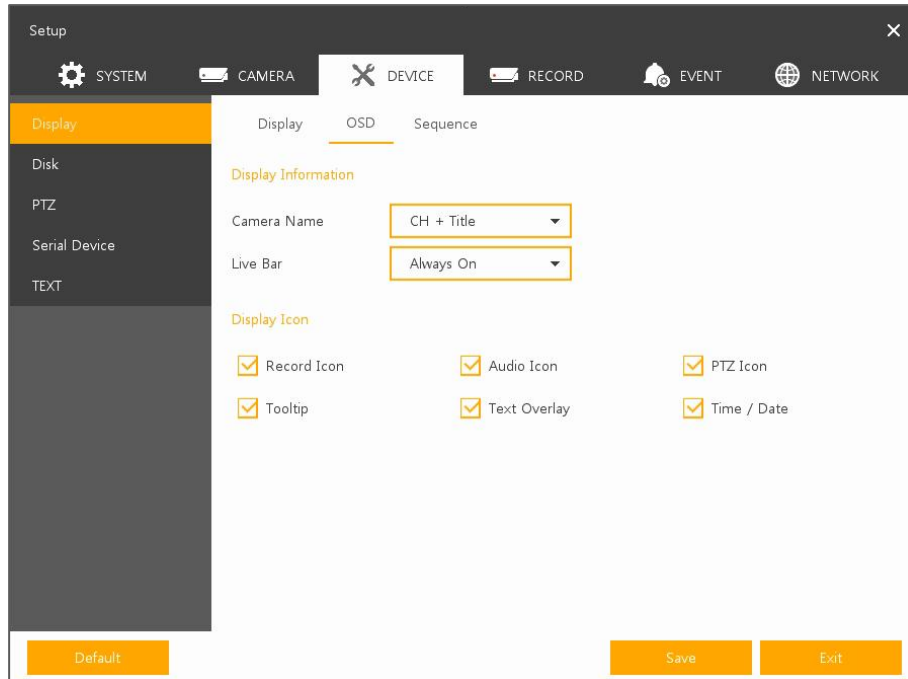 Setup
SYSTEM CAMERA DEVICE RECORD EVENT NETWORK
Display
Disk
PTZ
Serial Device
TEXT
Display OSD Sequence
Display Information
Camera Name CH + Title
Live Bar Always On
Display Icon
Record Icon Audio Icon PTZ Icon
Tooltip Text Overlay Time / Date
Default Save Exit